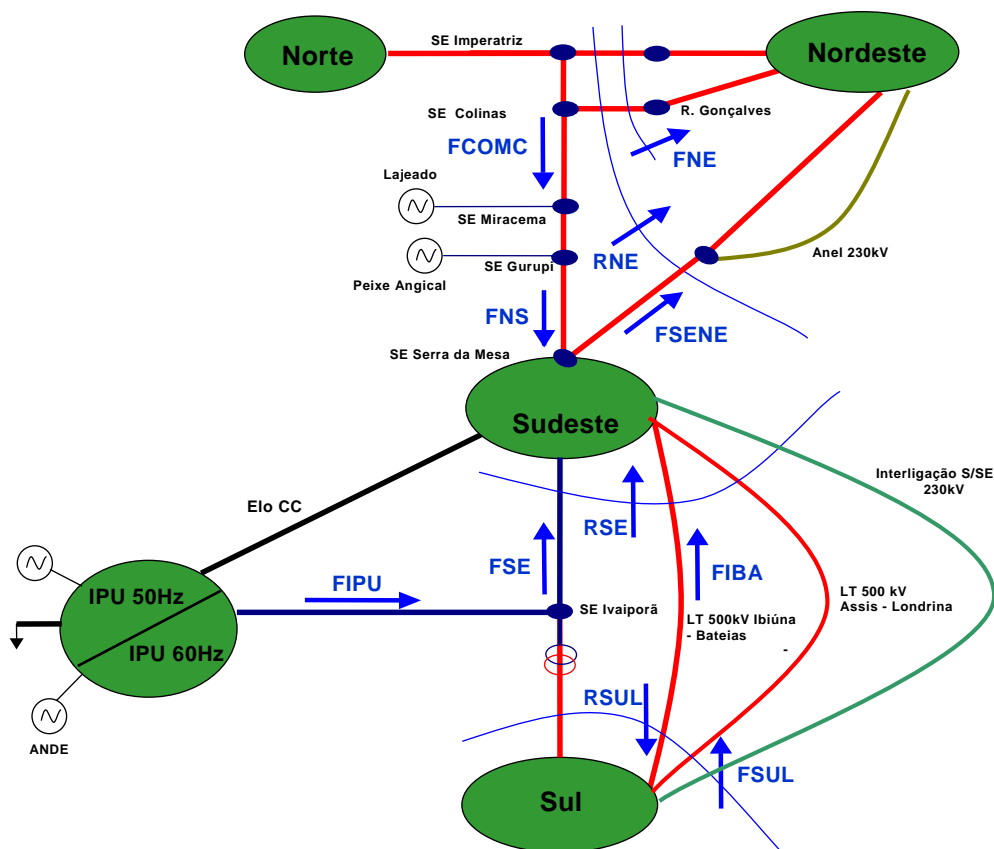 SE Imperatriz
Norte
Nordeste
SE Colinas
R. Gonçalves
FCOMC
FNE
Lajeado
SE Miracema
RNE
Anel 230kV
SE Gurupi
Peixe Angical
FNS
FSENE
SE Serra da Mesa
Sudeste
Interligação S/SE
230kV
Elo CC
RSE
FSE
FIBA
IPU 50Hz
FIPU
SE Ivaiporã
LT 500 kV
Assis - Londrina
LT 500kV Ibiúna
- Bateias
-
IPU 60Hz
RSUL
ANDE
FSUL
Sul